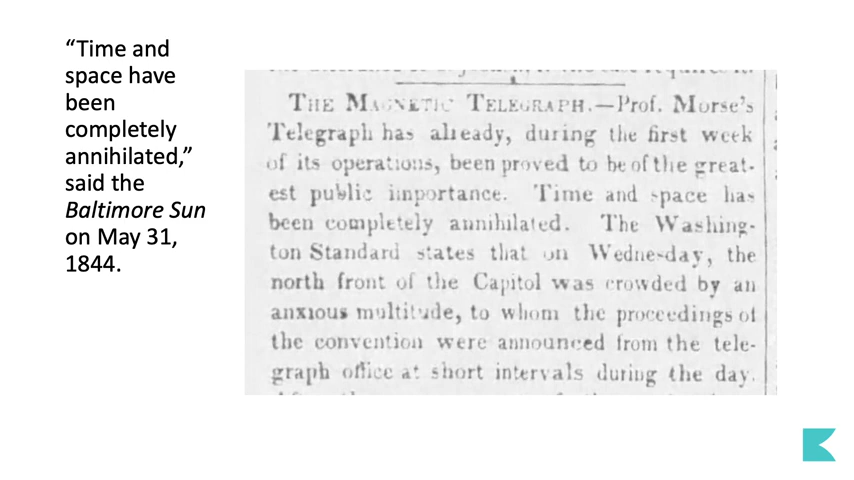 “Time and
space have
been
completely
annihilated,”
said the
Baltimore Sun
on May 31,
1844.
THE MAGNETIC TELEGRAPH.—Prof. Morse's
Telegraph has already, during the first week
of its operations, been proved to be of the great-
est public importance. Time and space has
been completely annihilated. The Washing-
ton Standard states that on Wednesday, the
north front of the Capitol was crowded by an
anxious multitude, to whom the proceedings of
the convention were announced from the tele-
graph office at short intervals during the day.